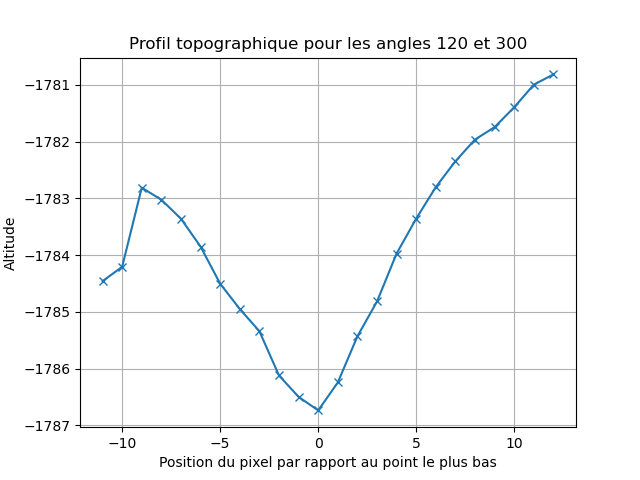 Profil topographique pour les angles 120 et 300
−1781
−1782
−1783
−1784
−1785
−1786
−1787
Altitude
−10 −5 0 5 10
Position du pixel par rapport au point le plus bas